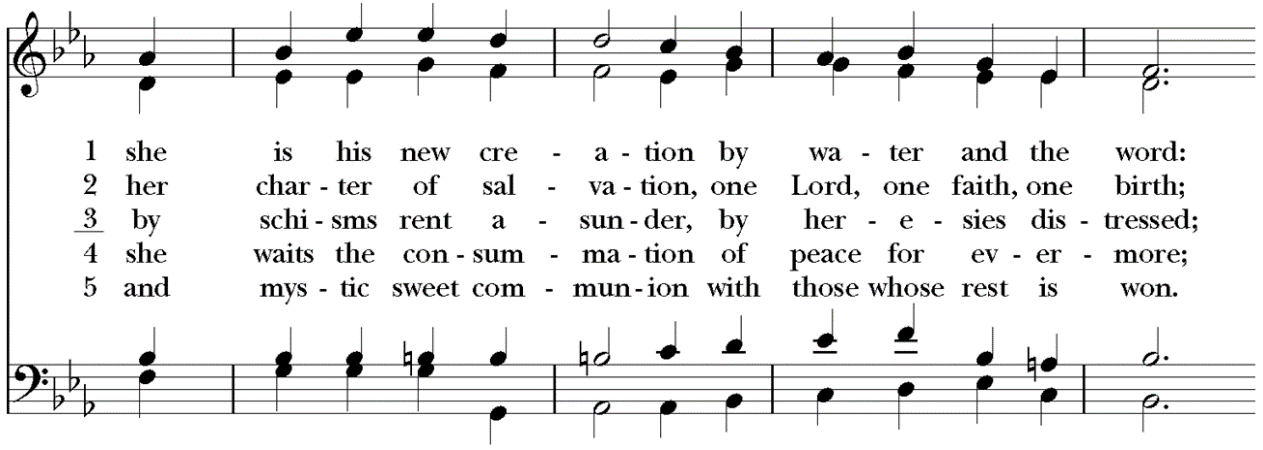 1 she is his new cre - a - tion by wa - ter and the word:
2 her char - ter of sal - va - tion, one Lord, one faith, one birth;
3 by schi - sms rent a - sun - der, by her - e - sies dis - tressed;
4 she waits the con - sum - ma - tion of peace for ev - er - more;
5 and mys - tic sweet com - mun - ion with those whose rest is won.